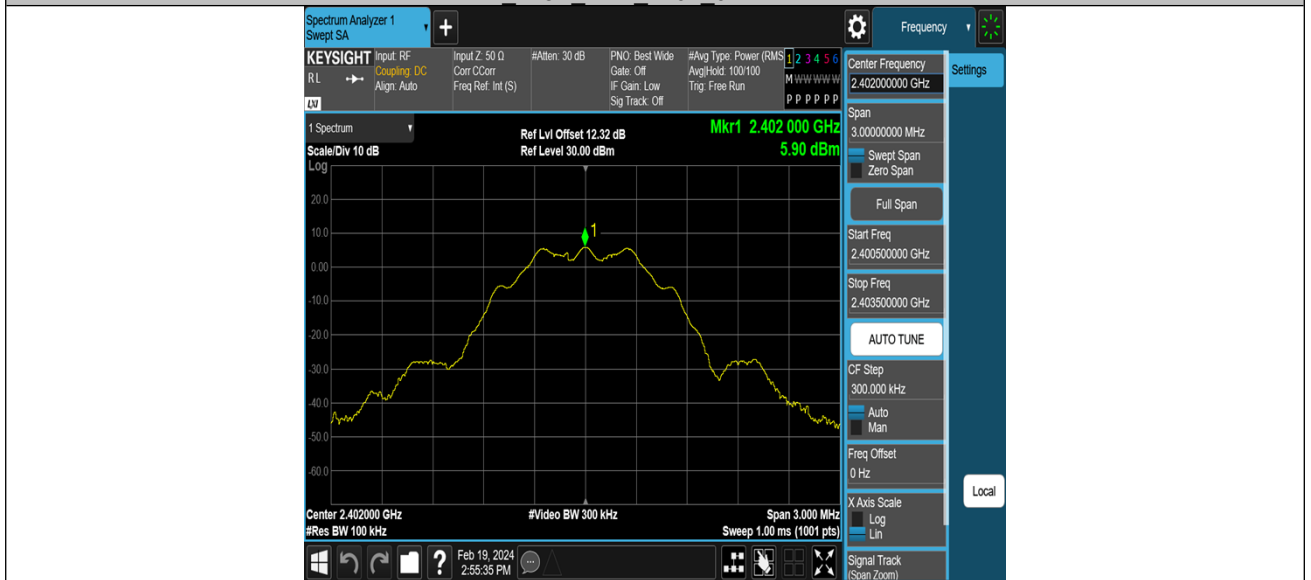 Spectrum Analyzer 1
Swept SA
+
Frequency
KEYSIGHT
R L
LXI
Input: RF
Coupling: DC
Align: Auto
Input Z: 50 Ω
Corr CCorr
Freq Ref: Int (S)
#Atten: 30 dB
PNO: Best Wide
Gate: Off
IF Gain: Low
Sig Track: Off
#Avg Type: Power (RMS
Avg|Hold: 100/100
Trig: Free Run
1 2 3 4 5 6
M W W W W W
P P P P P P
1 Spectrum
Scale/Div 10 dB
Log
Ref Lvl Offset 12.32 dB
Ref Level 30.00 dBm
Mkr1 2.402 000 GHz
5.90 dBm
20.0
10.0
0.00
-10.0
-20.0
-30.0
-40.0
-50.0
-60.0
1
Center 2.402000 GHz
#Res BW 100 kHz
#Video BW 300 kHz
Span 3.000 MHz
Sweep 1.00 ms (1001 pts)
Feb 19, 2024
2:55:35 PM
?
Center Frequency
2.402000000 GHz
Settings
Span
3.00000000 MHz
Swept Span
Zero Span
Full Span
Start Freq
2.400500000 GHz
Stop Freq
2.403500000 GHz
AUTO TUNE
CF Step
300.000 kHz
Auto
Man
Freq Offset
0 Hz
X Axis Scale
Log
Lin
Local
Signal Track
(Span Zoom)